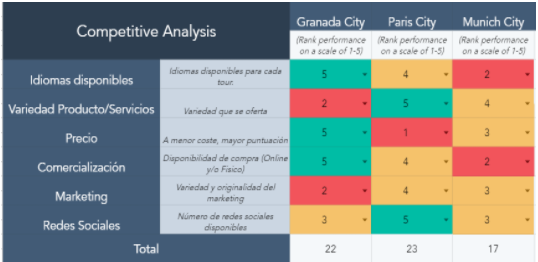 Competitive Analysis Granada City Paris City Munich City
(Rank performance on a scale of 1-5) (Rank performance on a scale of 1-5) (Rank performance on a scale of 1-5)
Idiomas disponibles Idiomas disponibles para cada tour. 5 4 2
Variedad Producto/Servicios Variedad que se oferta 2 5 4
Precio A menor coste, mayor puntuación 5 1 3
Comercialización Disponibilidad de compra (Online y/o Físico) 5 4 2
Marketing Variedad y originalidad del marketing 2 4 3
Redes Sociales Número de redes sociales disponibles 3 5 3
Total 22 23 17